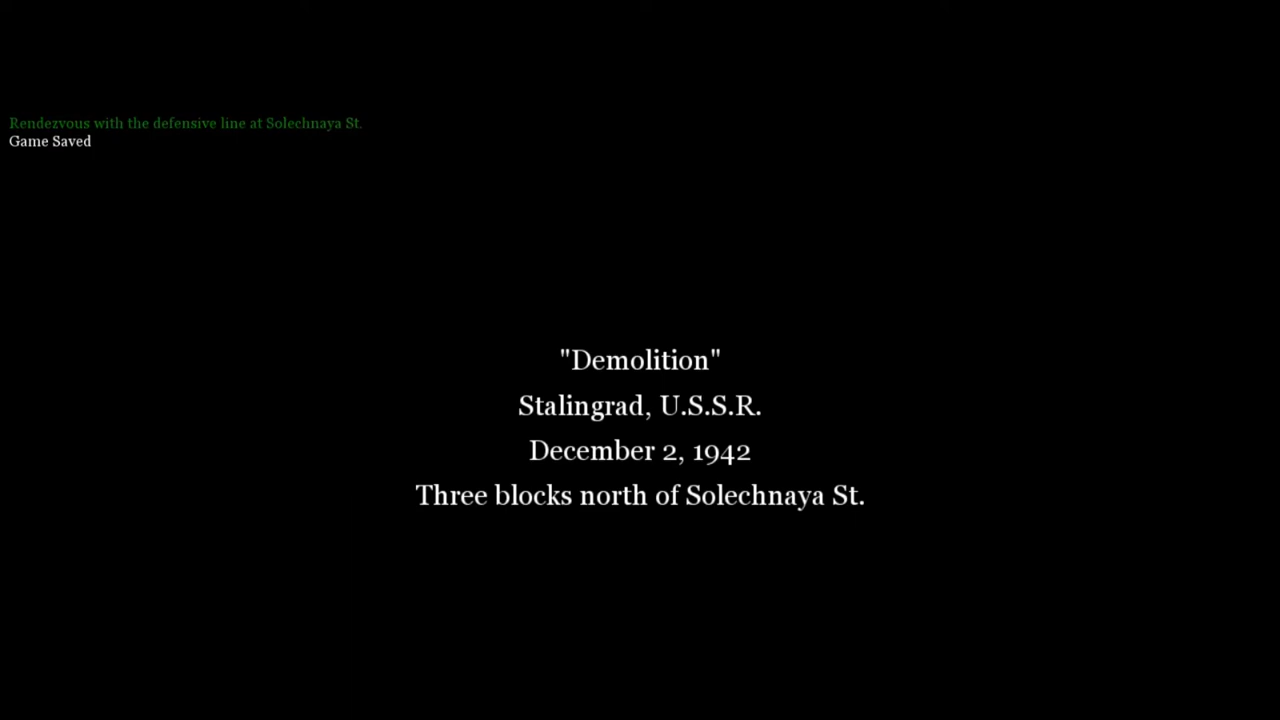 Rendezvous with the defensive line at Solechnaya St.
Game Saved
"Demolition"
Stalingrad, U.S.S.R.
December 2, 1942
Three blocks north of Solechnaya St.